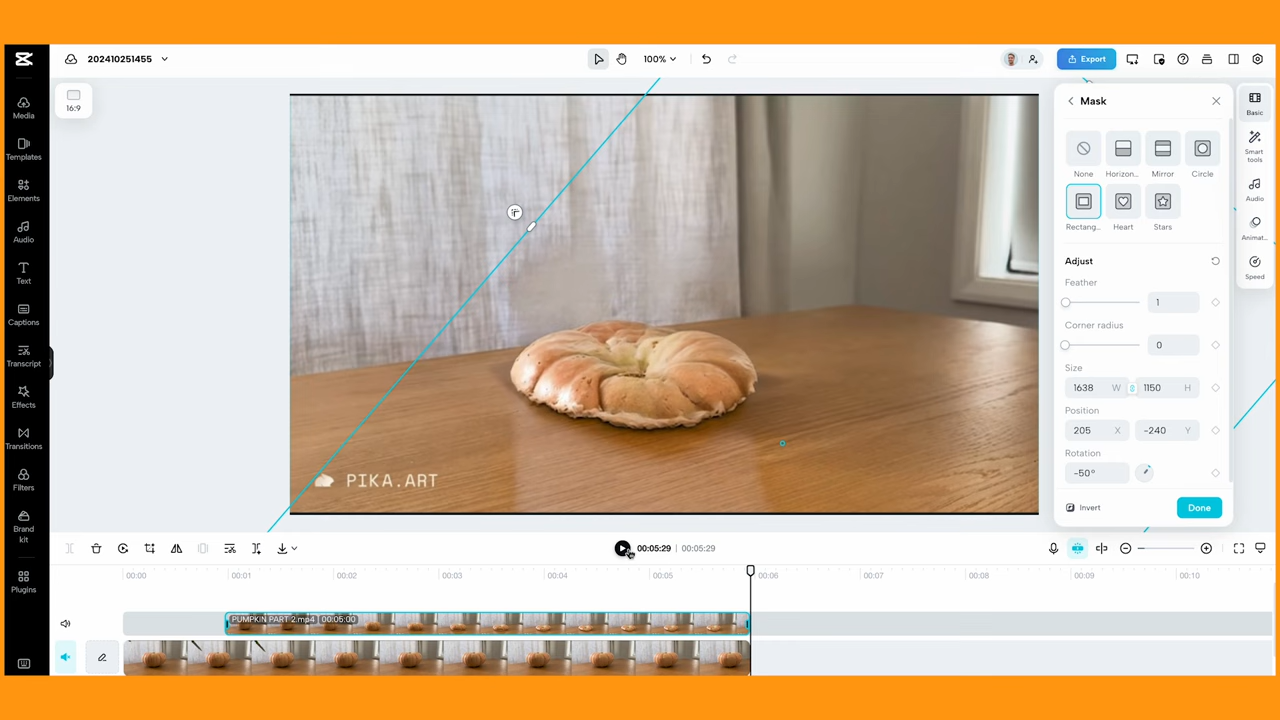 202410251455
100%
Export
16:9
Media
Templates
Elements
Audio
Text
Captions
Transcript
Effects
Transitions
Filters
Brand
kit
Plugins
PIKA.ART
Mask
None
Horizon...
Mirror
Circle
Rectang...
Heart
Stars
Adjust
Feather
1
Corner radius
0
Size
1638 W
1150 H
Position
205 X
-240 Y
Rotation
-50°
Invert
Done
Basic
Smart
tools
Audio
Animat...
Speed
00:05:29 | 00:05:29
00:00 00:01 00:02 00:03 00:04 00:05 00:06 00:07 00:08 00:09 00:10
PUMPKIN PART 2.mp4 00:05:00